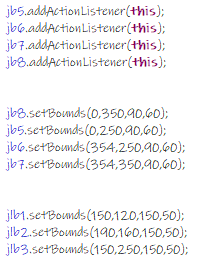 jb5.addActionListener(this);
jb6.addActionListener(this);
jb7.addActionListener(this);
jb8.addActionListener(this);
jb8.setBounds(0,350,90,60);
jb5.setBounds(0,250,90,60);
jb6.setBounds(354,250,90,60);
jb7.setBounds(354,350,90,60);
jlb1.setBounds(150,120,150,50);
jlb2.setBounds(190,160,150,50);
jlb3.setBounds(150,250,150,50);